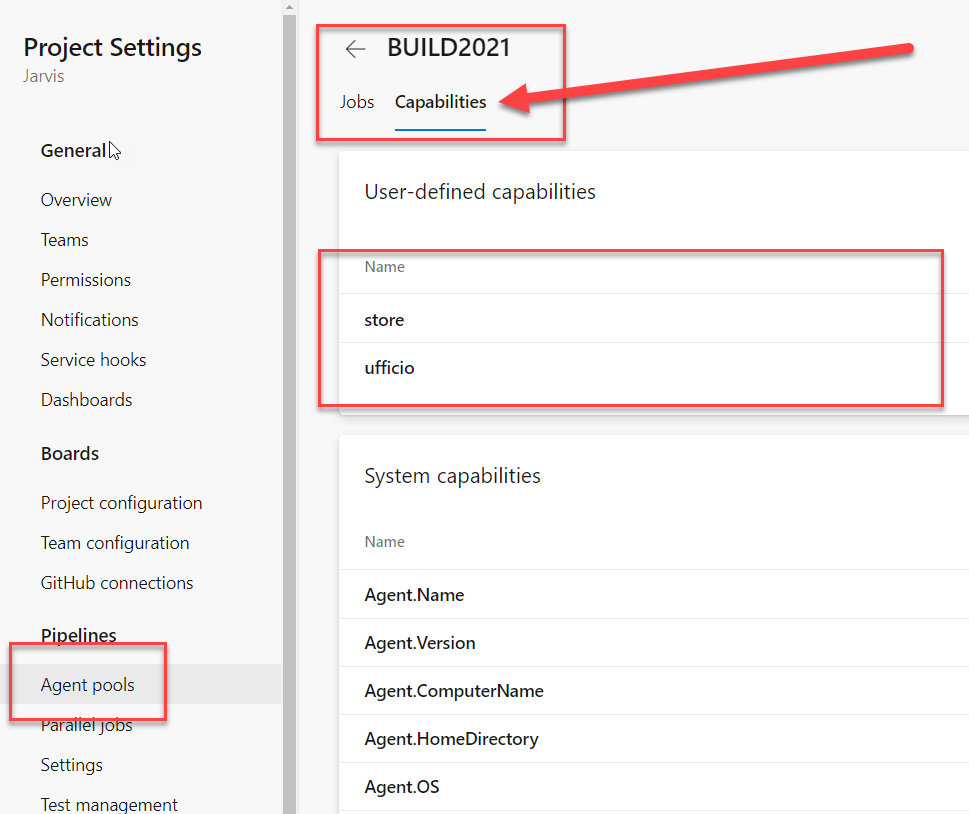 Project Settings
Jarvis
General
Overview
Teams
Permissions
Notifications
Service hooks
Dashboards
Boards
Project configuration
Team configuration
GitHub connections
Pipelines
Agent pools
Parallel jobs
Settings
Test management
BUILD2021
Jobs Capabilities
User-defined capabilities
Name
store
ufficio
System capabilities
Name
Agent.Name
Agent.Version
Agent.ComputerName
Agent.HomeDirectory
Agent.OS